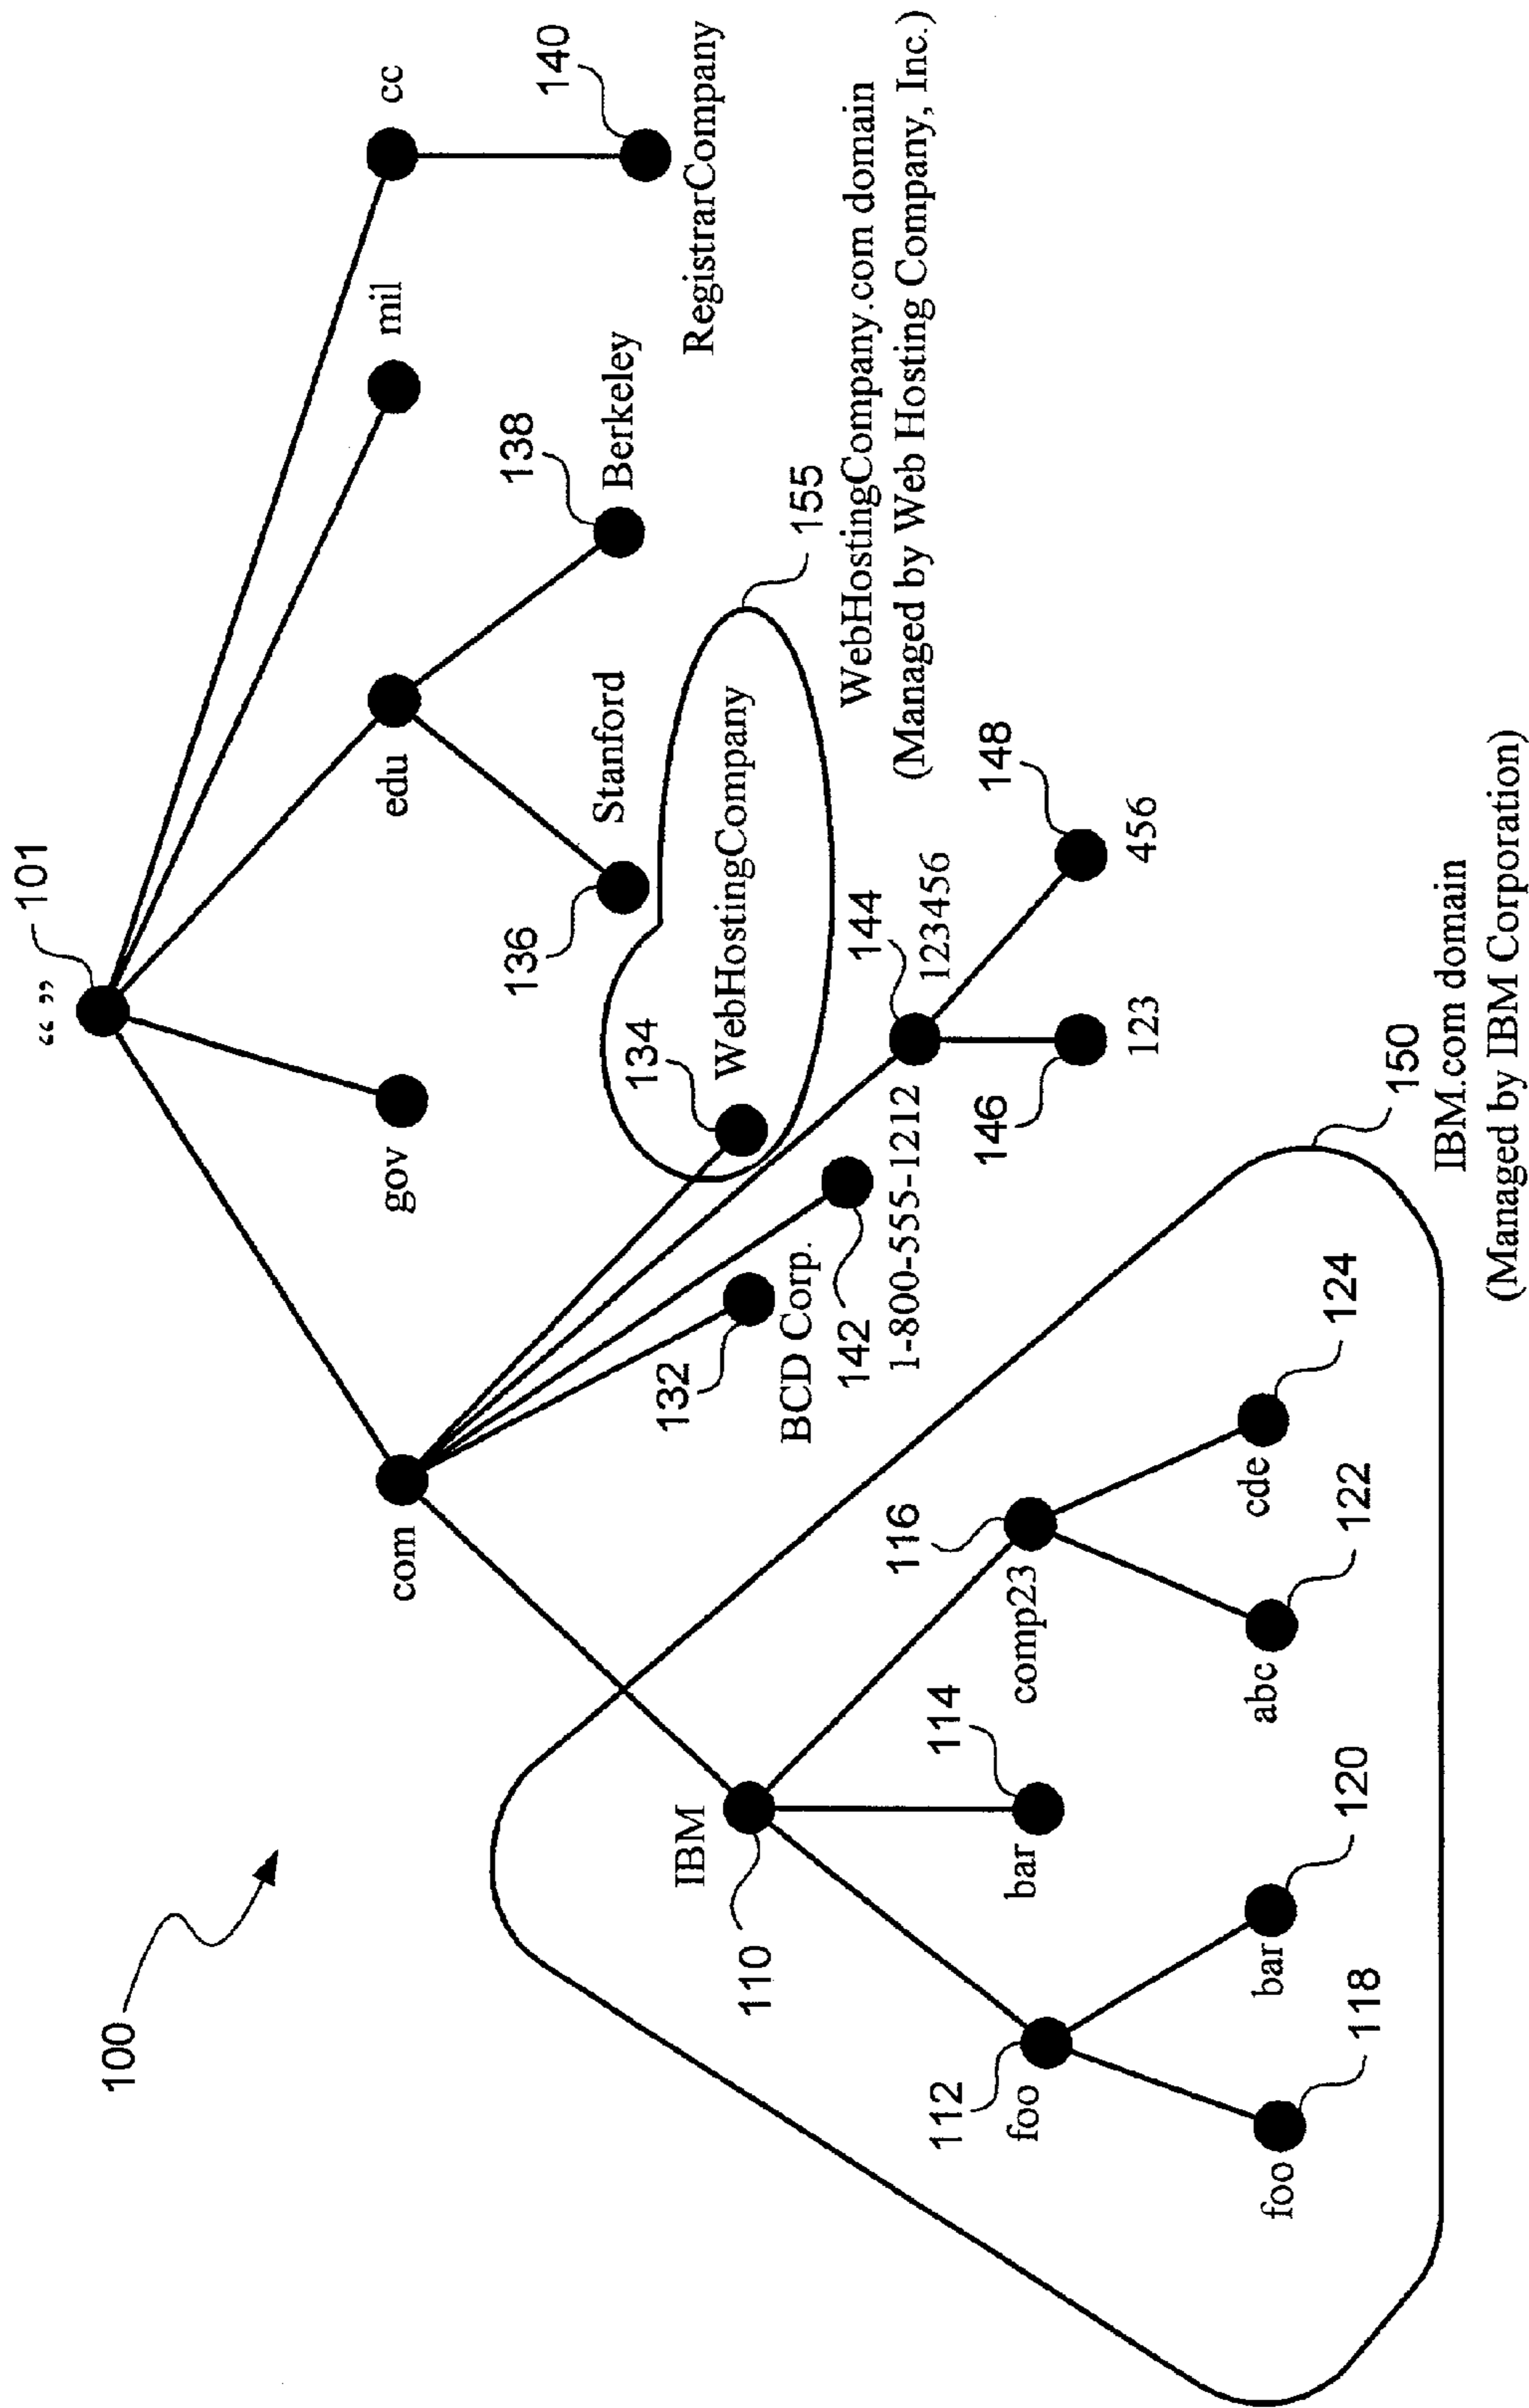 100
“ ”
101
com
gov
edu
mil
cc
IBM
110
132
BCD Corp.
142
1-800-555-1212
134
WebHostingCompany
155
136
Stanford
138
Berkeley
140
RegistrarCompany
WebHostingCompany.com domain
(Managed by Web Hosting Company, Inc.)
144
123456
146
123
148
456
112
foo
114
bar
116
comp23
foo
118
bar
120
abc
122
cde
124
150
IBM.com domain
(Managed by IBM Corporation)